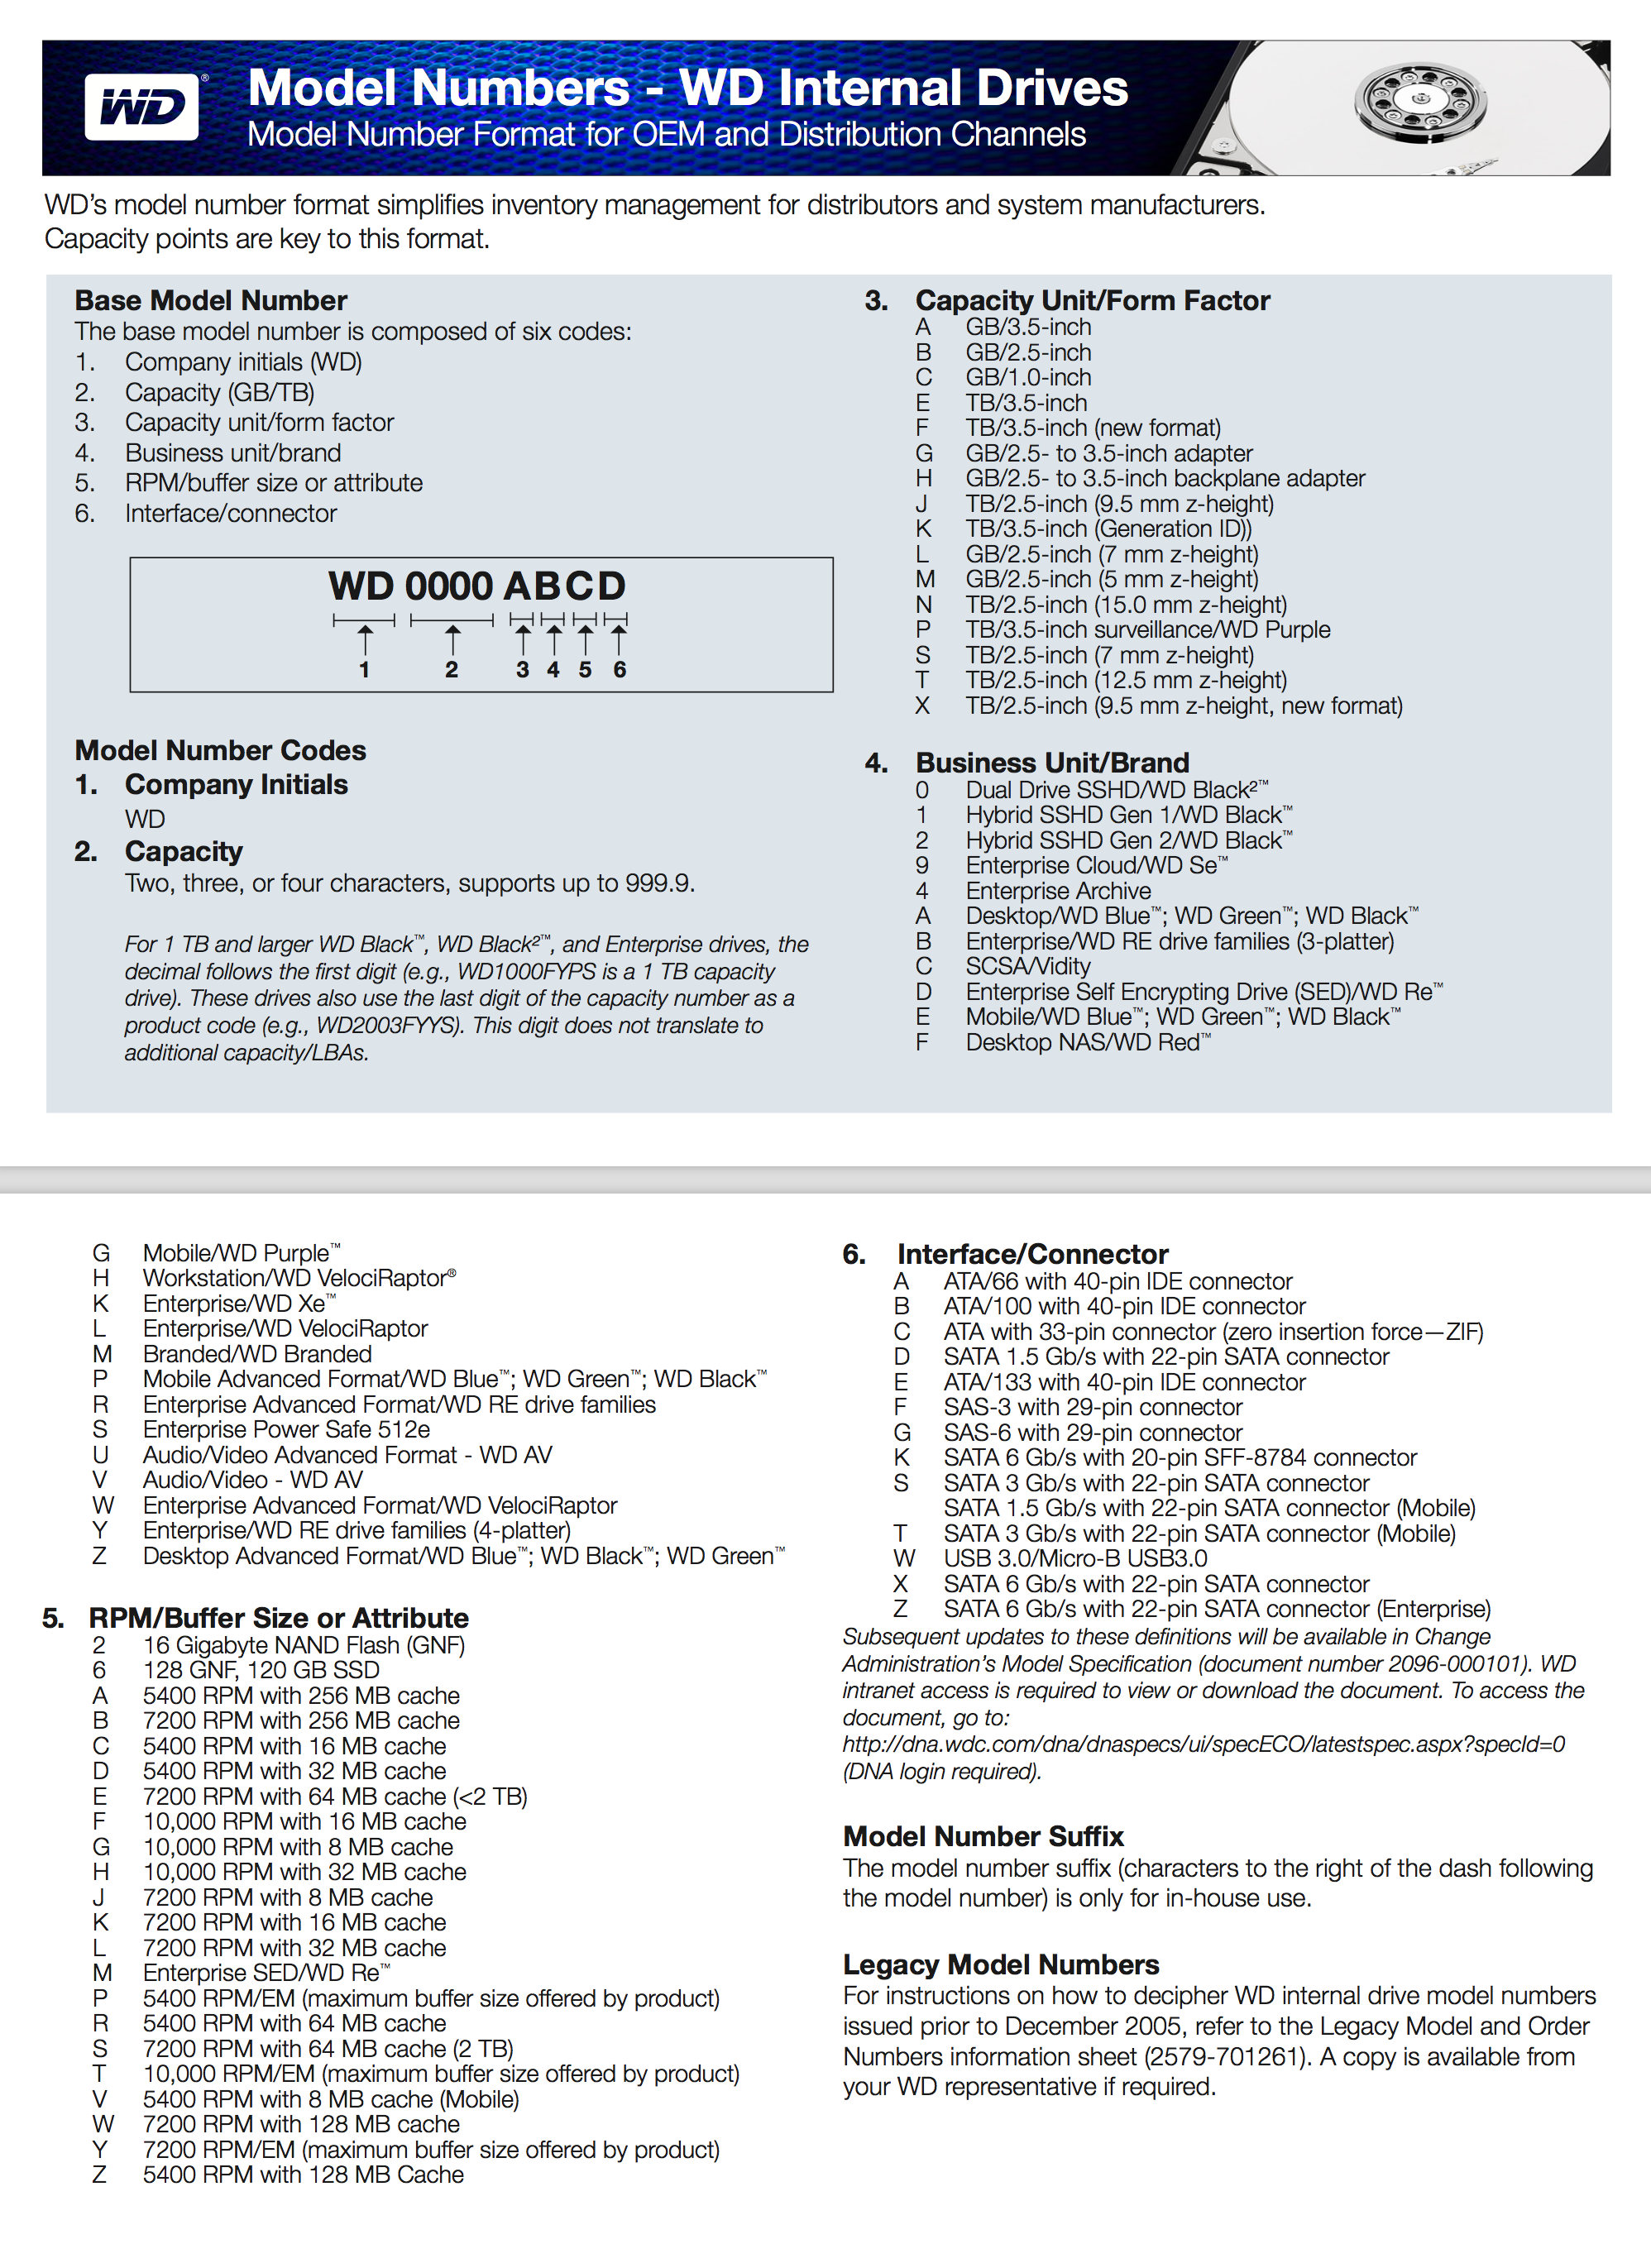 WD®
Model Numbers - WD Internal Drives
Model Number Format for OEM and Distribution Channels
WD’s model number format simplifies inventory management for distributors and system manufacturers.
Capacity points are key to this format.
Base Model Number
The base model number is composed of six codes:
1. Company initials (WD)
2. Capacity (GB/TB)
3. Capacity unit/form factor
4. Business unit/brand
5. RPM/buffer size or attribute
6. Interface/connector
WD 0000 ABCD
1 2 3 4 5 6
Model Number Codes
1. Company Initials
WD
2. Capacity
Two, three, or four characters, supports up to 999.9.
For 1 TB and larger WD Black™, WD Black²™, and Enterprise drives, the
decimal follows the first digit (e.g., WD1000FYPS is a 1 TB capacity
drive). These drives also use the last digit of the capacity number as a
product code (e.g., WD2003FYYS). This digit does not translate to
additional capacity/LBAs.
3. Capacity Unit/Form Factor
A GB/3.5-inch
B GB/2.5-inch
C GB/1.0-inch
E TB/3.5-inch
F TB/3.5-inch (new format)
G GB/2.5- to 3.5-inch adapter
H GB/2.5- to 3.5-inch backplane adapter
J TB/2.5-inch (9.5 mm z-height)
K TB/3.5-inch (Generation ID))
L GB/2.5-inch (7 mm z-height)
M GB/2.5-inch (5 mm z-height)
N TB/2.5-inch (15.0 mm z-height)
P TB/3.5-inch surveillance/WD Purple
S TB/2.5-inch (7 mm z-height)
T TB/2.5-inch (12.5 mm z-height)
X TB/2.5-inch (9.5 mm z-height, new format)
4. Business Unit/Brand
0 Dual Drive SSHD/WD Black²™
1 Hybrid SSHD Gen 1/WD Black™
2 Hybrid SSHD Gen 2/WD Black™
9 Enterprise Cloud/WD Se™
4 Enterprise Archive
A Desktop/WD Blue™; WD Green™; WD Black™
B Enterprise/WD RE drive families (3-platter)
C SCSA/Vidity
D Enterprise Self Encrypting Drive (SED)/WD Re™
E Mobile/WD Blue™; WD Green™; WD Black™
F Desktop NAS/WD Red™
G Mobile/WD Purple™
H Workstation/WD VelociRaptor®
K Enterprise/WD Xe™
L Enterprise/WD VelociRaptor
M Branded/WD Branded
P Mobile Advanced Format/WD Blue™; WD Green™; WD Black™
R Enterprise Advanced Format/WD RE drive families
S Enterprise Power Safe 512e
U Audio/Video Advanced Format - WD AV
V Audio/Video - WD AV
W Enterprise Advanced Format/WD VelociRaptor
Y Enterprise/WD RE drive families (4-platter)
Z Desktop Advanced Format/WD Blue™; WD Black™; WD Green™
5. RPM/Buffer Size or Attribute
2 16 Gigabyte NAND Flash (GNF)
6 128 GNF, 120 GB SSD
A 5400 RPM with 256 MB cache
B 7200 RPM with 256 MB cache
C 5400 RPM with 16 MB cache
D 5400 RPM with 32 MB cache
E 7200 RPM with 64 MB cache (<2 TB)
F 10,000 RPM with 16 MB cache
G 10,000 RPM with 8 MB cache
H 10,000 RPM with 32 MB cache
J 7200 RPM with 8 MB cache
K 7200 RPM with 16 MB cache
L 7200 RPM with 32 MB cache
M Enterprise SED/WD Re™
P 5400 RPM/EM (maximum buffer size offered by product)
R 5400 RPM with 64 MB cache
S 7200 RPM with 64 MB cache (2 TB)
T 10,000 RPM/EM (maximum buffer size offered by product)
V 5400 RPM with 8 MB cache (Mobile)
W 7200 RPM with 128 MB cache
Y 7200 RPM/EM (maximum buffer size offered by product)
Z 5400 RPM with 128 MB Cache
6. Interface/Connector
A ATA/66 with 40-pin IDE connector
B ATA/100 with 40-pin IDE connector
C ATA with 33-pin connector (zero insertion force—ZIF)
D SATA 1.5 Gb/s with 22-pin SATA connector
E ATA/133 with 40-pin IDE connector
F SAS-3 with 29-pin connector
G SAS-6 with 29-pin connector
K SATA 6 Gb/s with 20-pin SFF-8784 connector
S SATA 3 Gb/s with 22-pin SATA connector
SATA 1.5 Gb/s with 22-pin SATA connector (Mobile)
T SATA 3 Gb/s with 22-pin SATA connector (Mobile)
W USB 3.0/Micro-B USB3.0
X SATA 6 Gb/s with 22-pin SATA connector
Z SATA 6 Gb/s with 22-pin SATA connector (Enterprise)
Subsequent updates to these definitions will be available in Change
Administration’s Model Specification (document number 2096-000101). WD
intranet access is required to view or download the document. To access the
document, go to:
http://dna.wdc.com/dna/dnaspecs/ui/specECO/latestspec.aspx?specId=0
(DNA login required).
Model Number Suffix
The model number suffix (characters to the right of the dash following
the model number) is only for in-house use.
Legacy Model Numbers
For instructions on how to decipher WD internal drive model numbers
issued prior to December 2005, refer to the Legacy Model and Order
Numbers information sheet (2579-701261). A copy is available from
your WD representative if required.